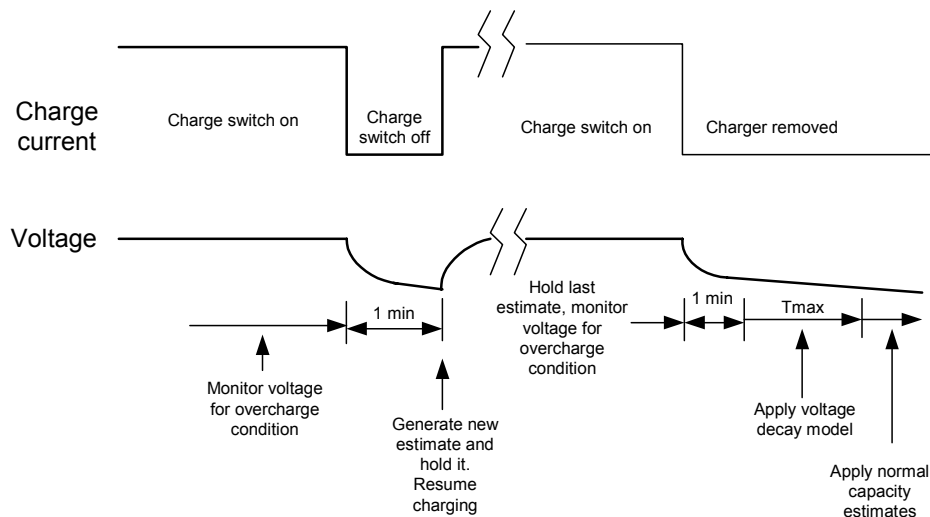 Charge
current
Charge switch on
Charge
switch off
Charge switch on
Charger removed
Voltage
1 min
Hold last
estimate, monitor
voltage for
overcharge
condition
1 min
Tmax
Monitor voltage
for overcharge
condition
Generate new
estimate and
hold it.
Resume
charging
Apply voltage
decay model
Apply normal
capacity
estimates